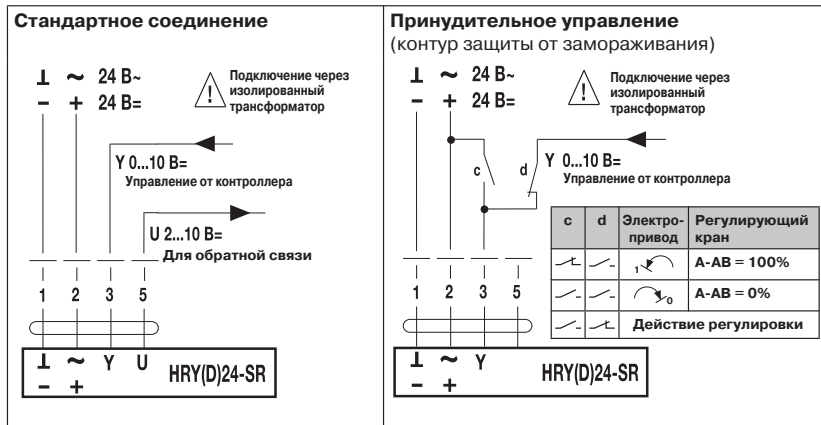 Стандартное соединение
⊥ ~ 24 В~
– + 24 В=
Подключение через
изолированный
трансформатор
Y 0...10 В=
Управление от контроллера
U 2...10 В=
Для обратной связи
1 2 3 5
⊥ ~ Y U
– +
HRY(D)24-SR
Принудительное управление
(контур защиты от замораживания)
⊥ ~ 24 В~
– + 24 В=
Подключение через
изолированный
трансформатор
c d Y 0...10 В=
Управление от контроллера
c d Электро- Регулирующий
привод кран
1 A-AB = 100%
0 A-AB = 0%
Действие регулировки
1 2 3 5
⊥ ~ Y
– +
HRY(D)24-SR